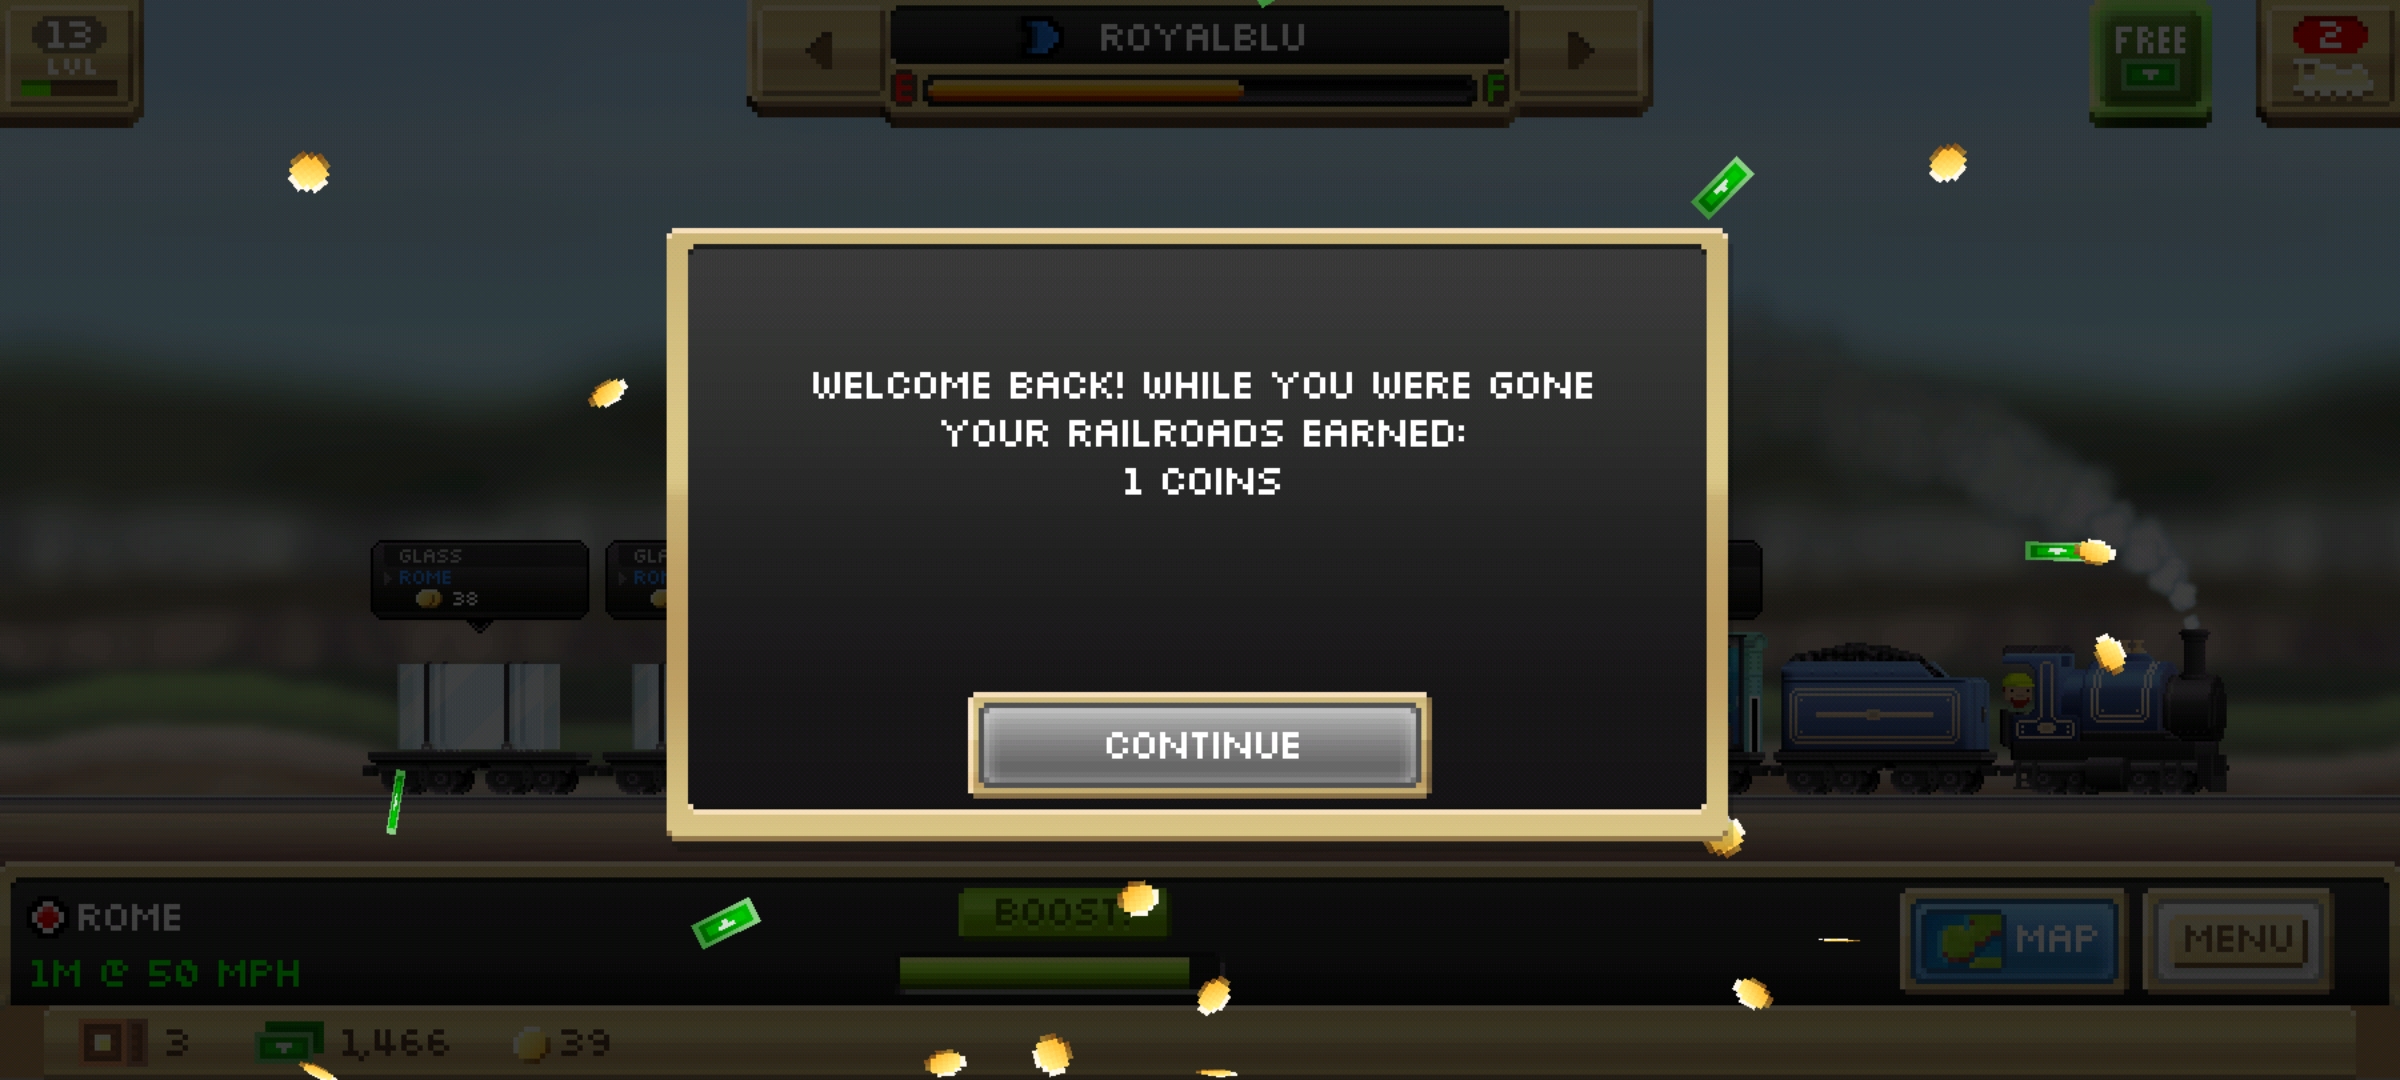 13
LVL
ROYALBLU
E F
FREE
2
WELCOME BACK! WHILE YOU WERE GONE
YOUR RAILROADS EARNED:
1 COINS
GLASS
ROME
38
CONTINUE
ROME
1M @ 50 MPH
MAP
MENU
3 1,466 39